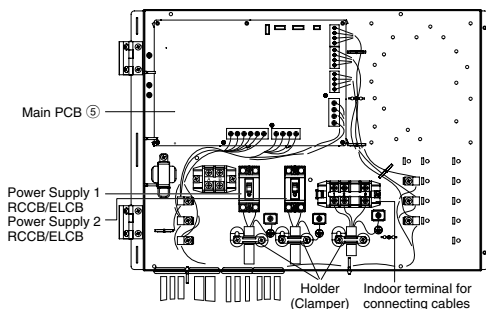 Main PCB ⑤
Power Supply 1
RCCB/ELCB
Power Supply 2
RCCB/ELCB
Holder
(Clamper)
Indoor terminal for
connecting cables